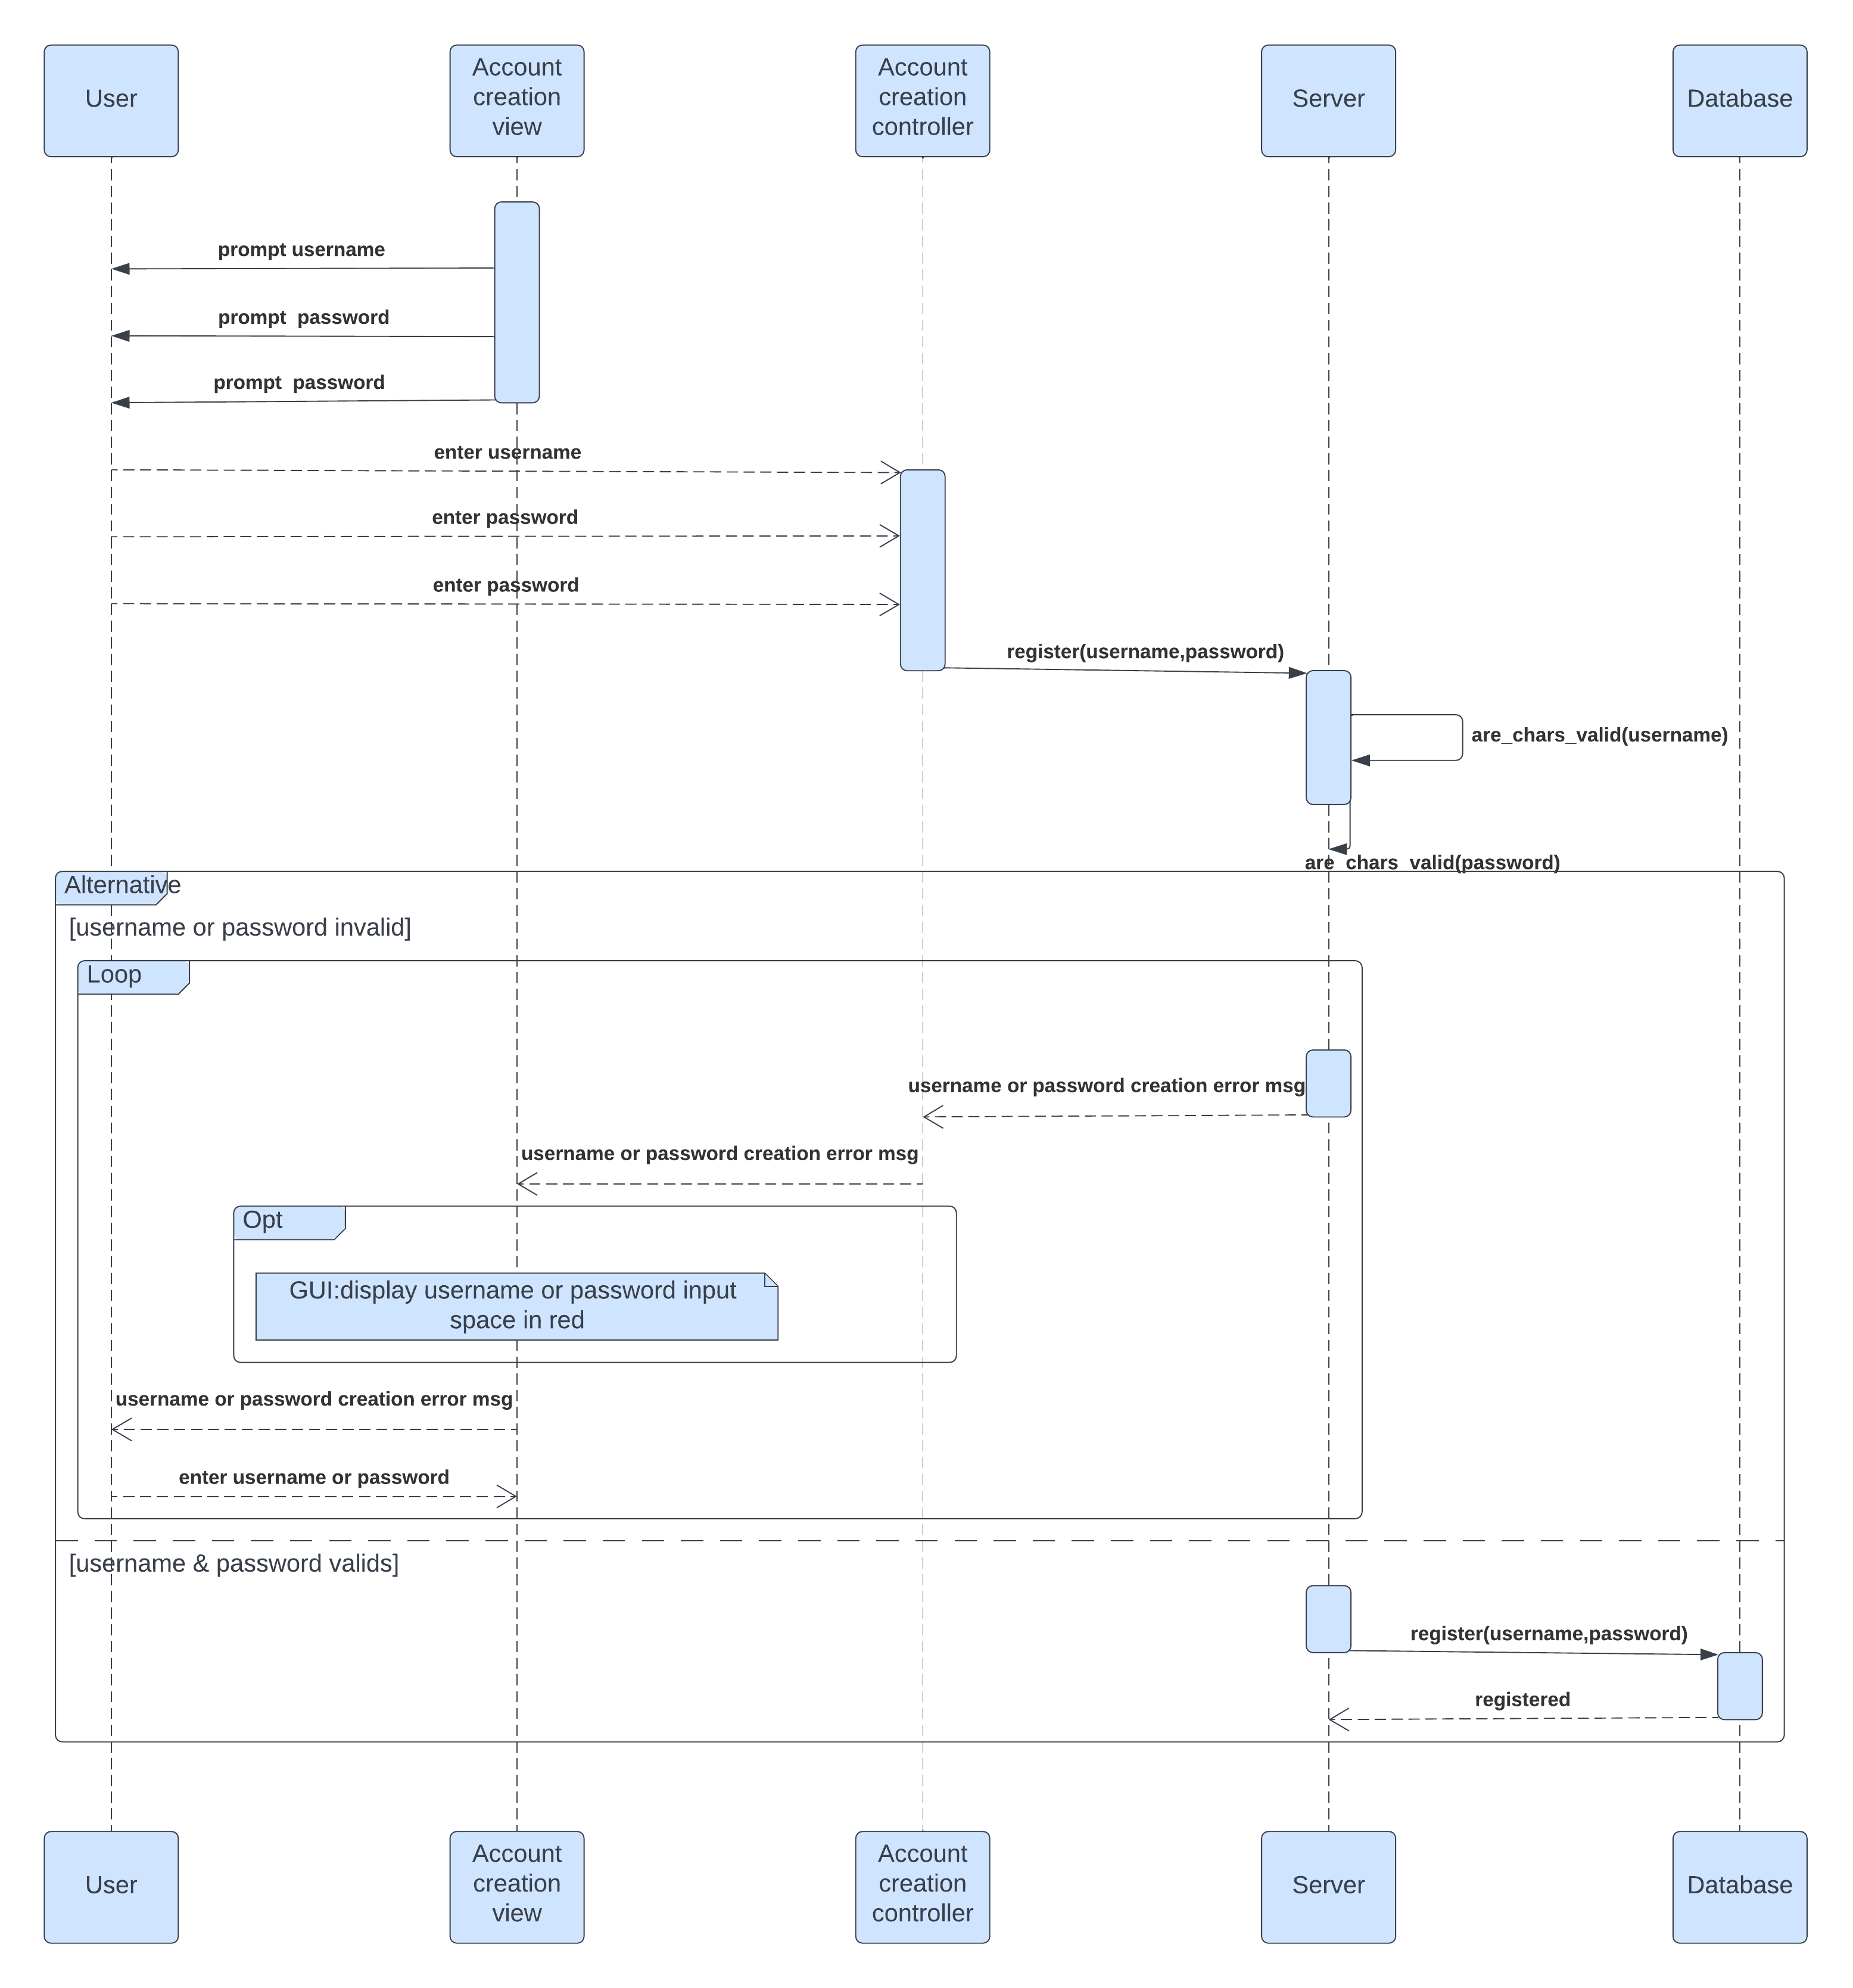 User
Account
creation
view
Account
creation
controller
Server
Database
prompt username
prompt  password
prompt  password
enter username
enter password
enter password
register(username,password)
are_chars_valid(username)
are_chars_valid(password)
Alternative
[username or password invalid]
Loop
username or password creation error msg
username or password creation error msg
Opt
GUI:display username or password input
space in red
username or password creation error msg
enter username or password
[username & password valids]
register(username,password)
registered
User
Account
creation
view
Account
creation
controller
Server
Database